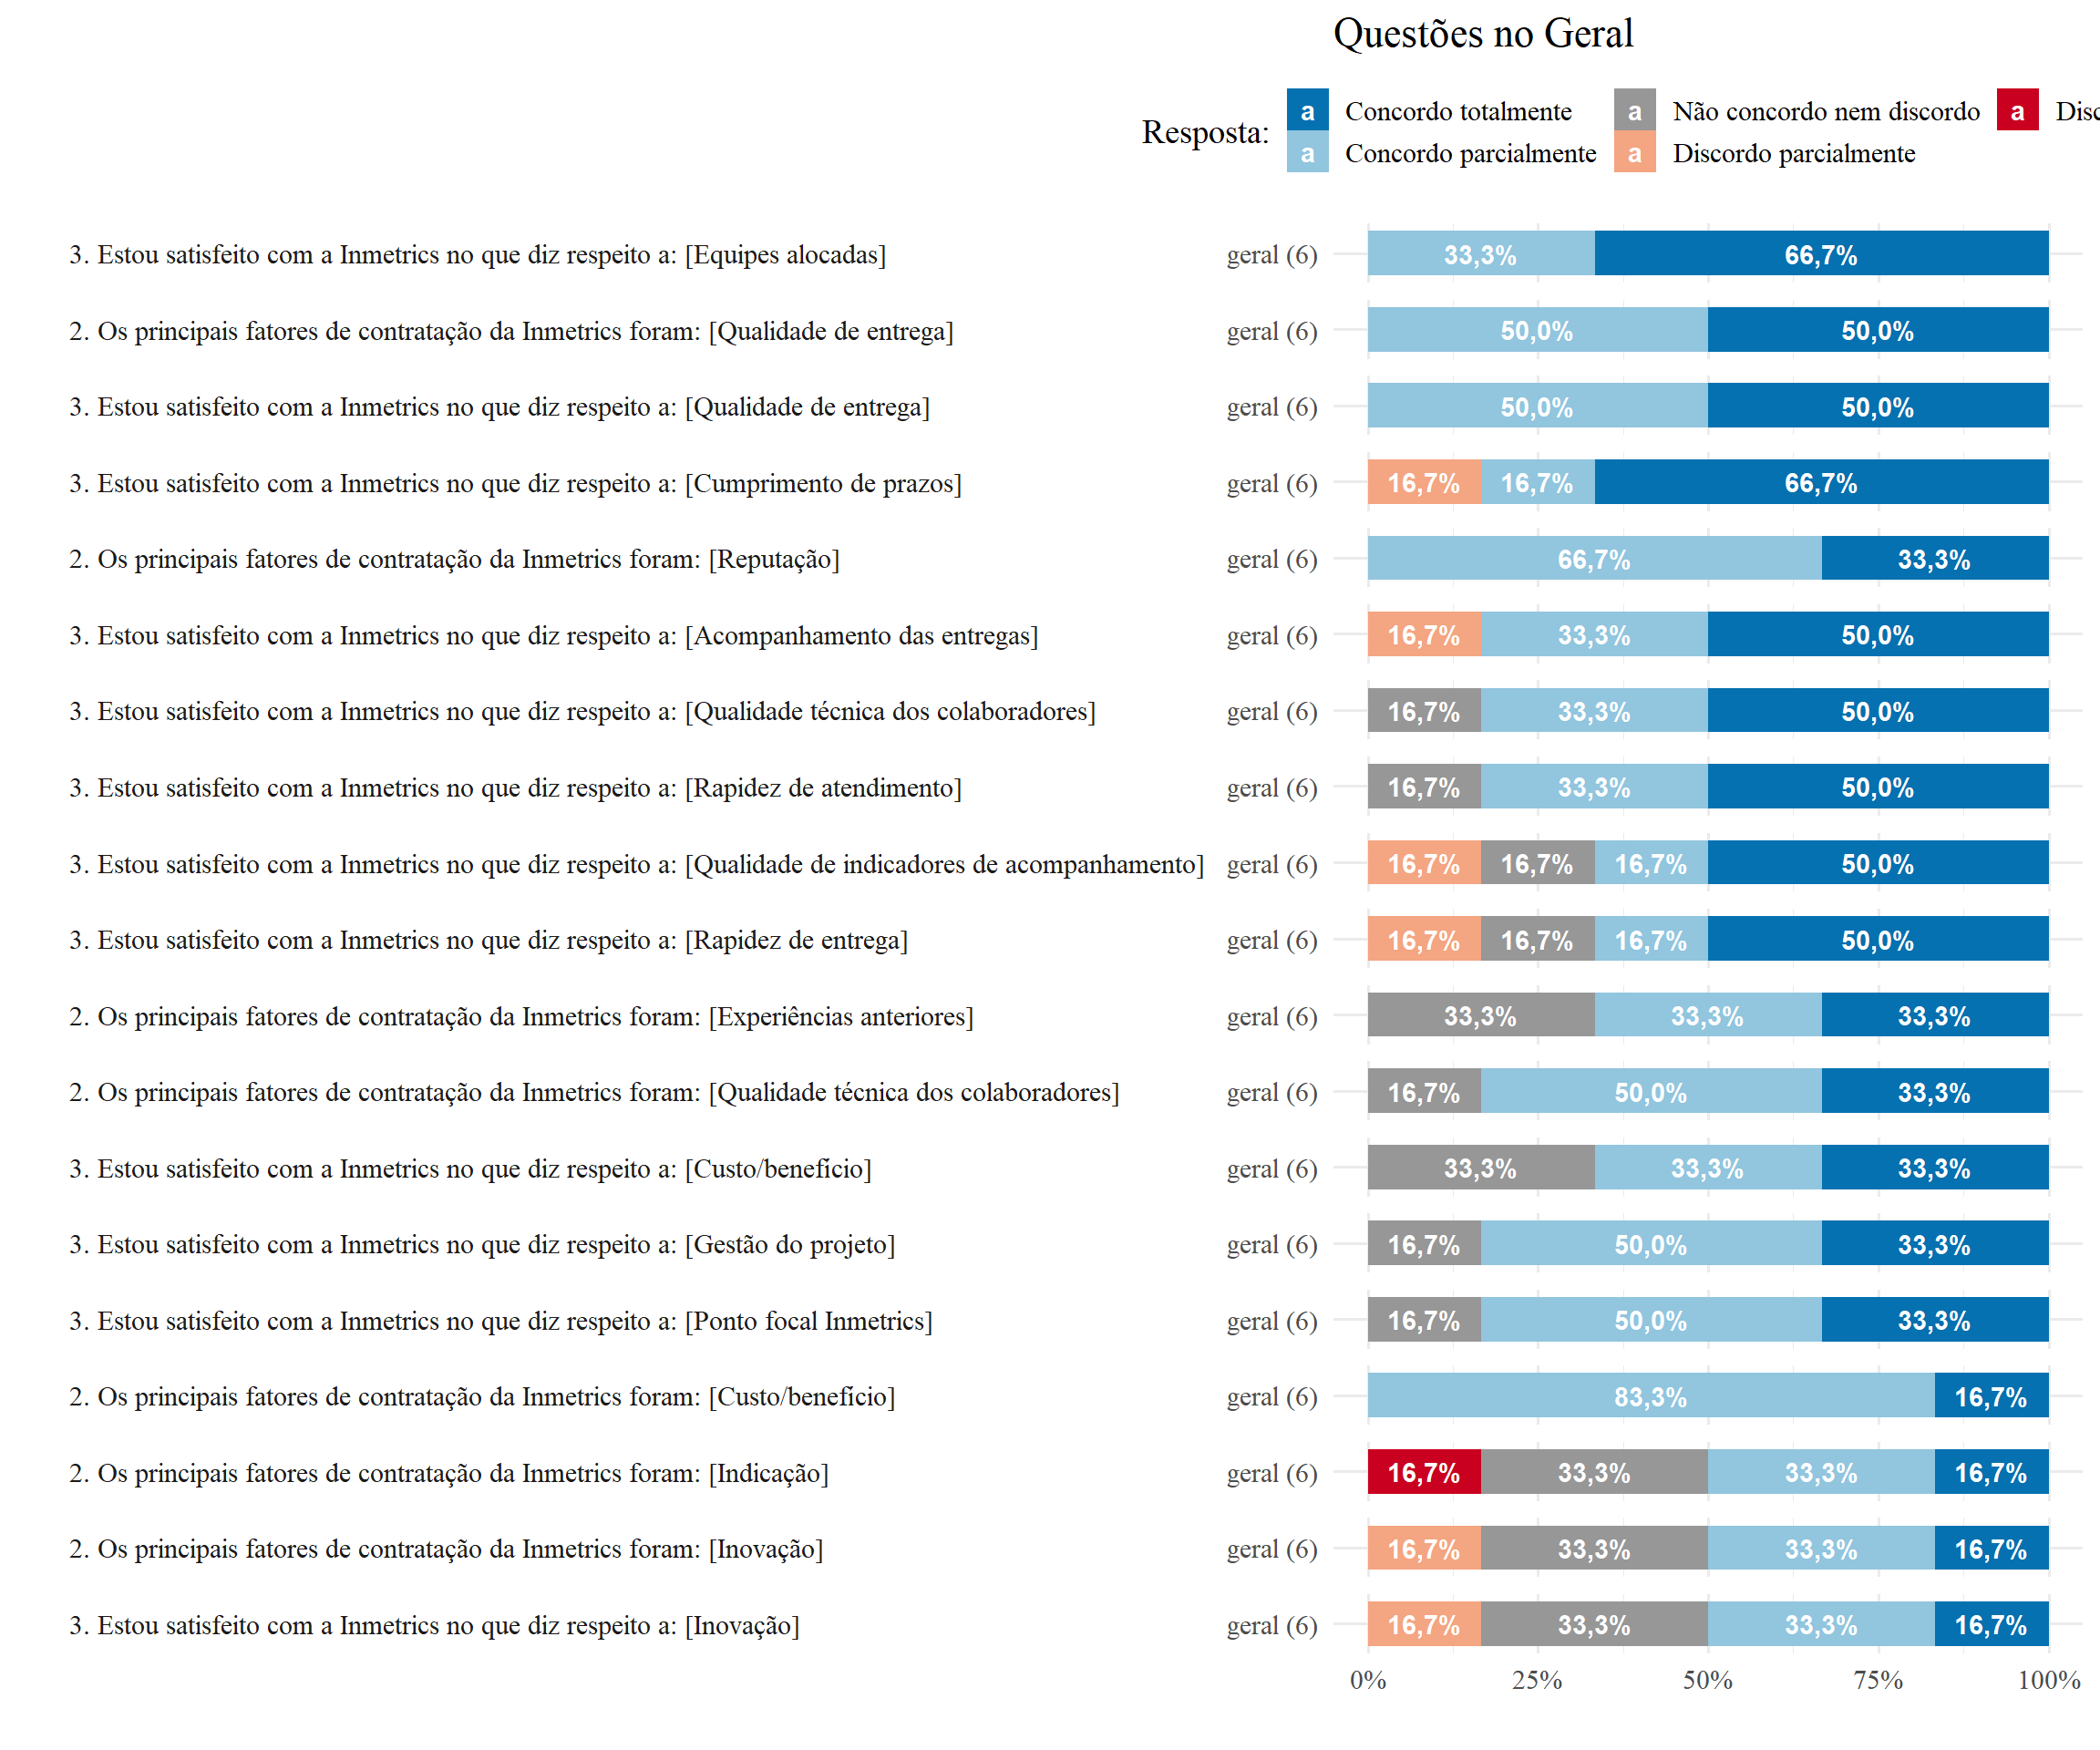 Questões no Geral
Resposta:
a Concordo totalmente a Não concordo nem discordo a
a Concordo parcialmente a Discordo parcialmente
3. Estou satisfeito com a Inmetrics no que diz respeito a: [Equipes alocadas] geral (6) 33,3% 66,7%
2. Os principais fatores de contratação da Inmetrics foram: [Qualidade de entrega] geral (6) 50,0% 50,0%
3. Estou satisfeito com a Inmetrics no que diz respeito a: [Qualidade de entrega] geral (6) 50,0% 50,0%
3. Estou satisfeito com a Inmetrics no que diz respeito a: [Cumprimento de prazos] geral (6) 16,7% 16,7% 66,7%
2. Os principais fatores de contratação da Inmetrics foram: [Reputação] geral (6) 66,7% 33,3%
3. Estou satisfeito com a Inmetrics no que diz respeito a: [Acompanhamento das entregas] geral (6) 16,7% 33,3% 50,0%
3. Estou satisfeito com a Inmetrics no que diz respeito a: [Qualidade técnica dos colaboradores] geral (6) 16,7% 33,3% 50,0%
3. Estou satisfeito com a Inmetrics no que diz respeito a: [Rapidez de atendimento] geral (6) 16,7% 33,3% 50,0%
3. Estou satisfeito com a Inmetrics no que diz respeito a: [Qualidade de indicadores de acompanhamento] geral (6) 16,7% 16,7% 16,7% 50,0%
3. Estou satisfeito com a Inmetrics no que diz respeito a: [Rapidez de entrega] geral (6) 16,7% 16,7% 16,7% 50,0%
2. Os principais fatores de contratação da Inmetrics foram: [Experiências anteriores] geral (6) 33,3% 33,3% 33,3%
2. Os principais fatores de contratação da Inmetrics foram: [Qualidade técnica dos colaboradores] geral (6) 16,7% 50,0% 33,3%
3. Estou satisfeito com a Inmetrics no que diz respeito a: [Custo/benefício] geral (6) 33,3% 33,3% 33,3%
3. Estou satisfeito com a Inmetrics no que diz respeito a: [Gestão do projeto] geral (6) 16,7% 50,0% 33,3%
3. Estou satisfeito com a Inmetrics no que diz respeito a: [Ponto focal Inmetrics] geral (6) 16,7% 50,0% 33,3%
2. Os principais fatores de contratação da Inmetrics foram: [Custo/benefício] geral (6) 83,3% 16,7%
2. Os principais fatores de contratação da Inmetrics foram: [Indicação] geral (6) 16,7% 33,3% 33,3% 16,7%
2. Os principais fatores de contratação da Inmetrics foram: [Inovação] geral (6) 16,7% 33,3% 33,3% 16,7%
3. Estou satisfeito com a Inmetrics no que diz respeito a: [Inovação] geral (6) 16,7% 33,3% 33,3% 16,7%
0% 25% 50% 75% 100%